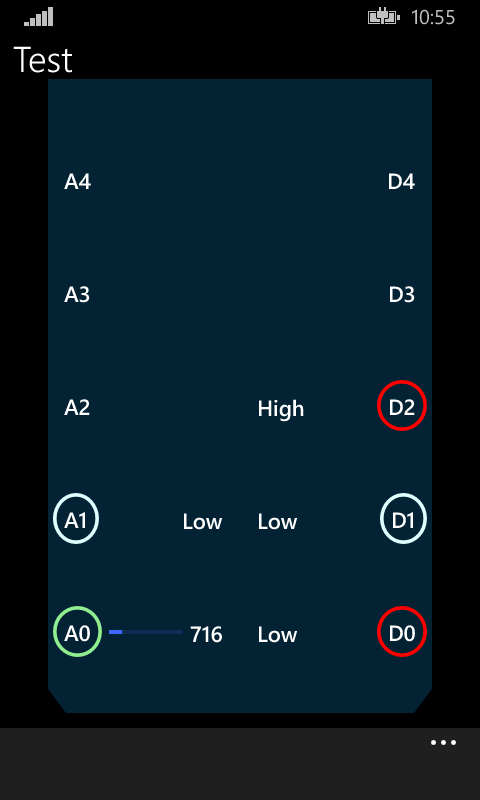 10:55
Test
A4 D4
A3 D3
A2 High D2
A1 Low Low D1
A0 716 Low D0